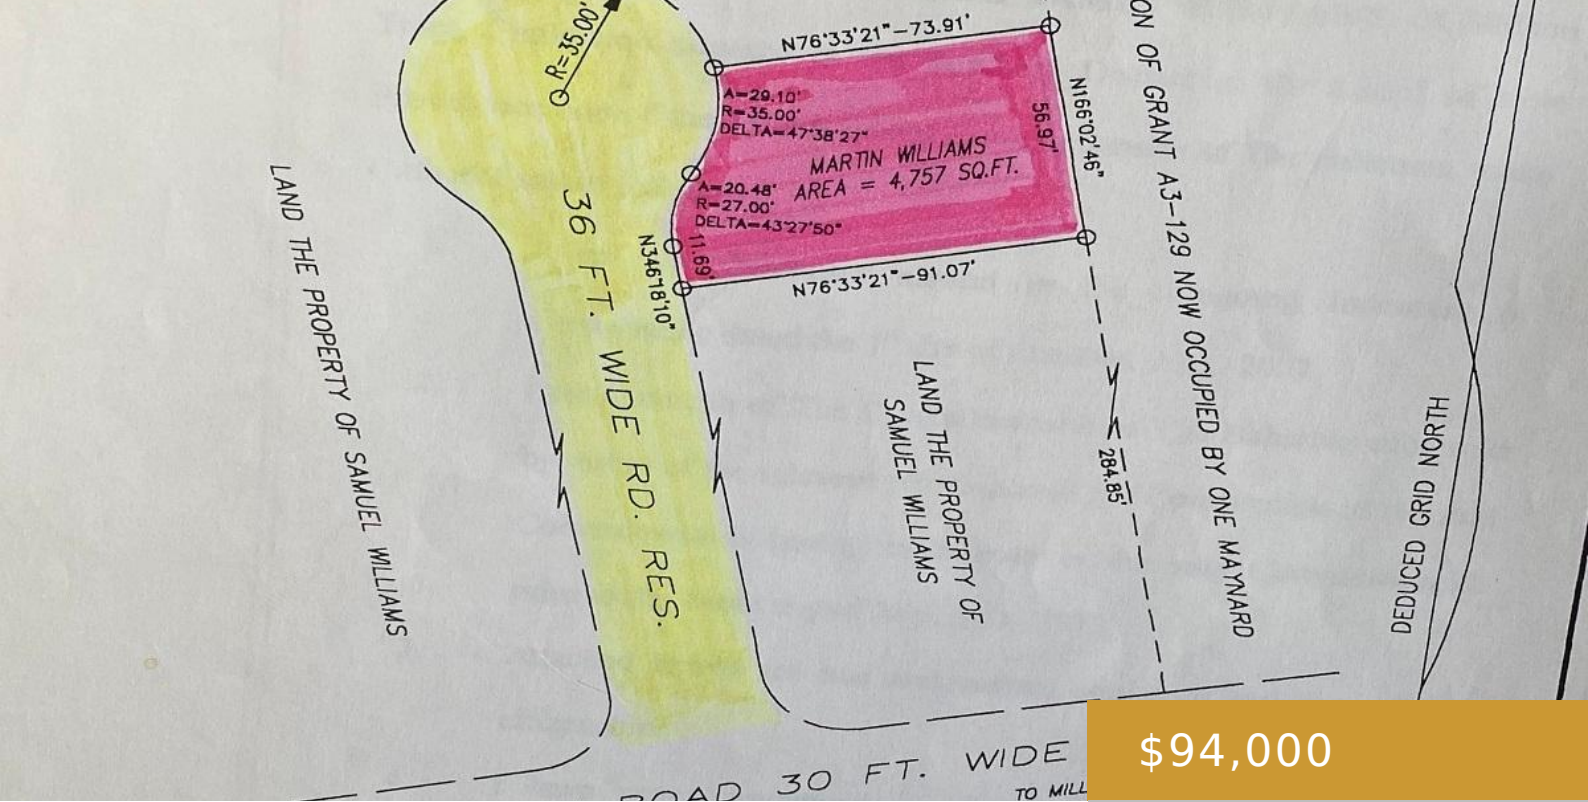 R=35.00'
N76°33'21"-73.91'
A=29.10'
R=35.00'
DELTA=47°38'27"
MARTIN WILLIAMS
AREA = 4,757 SQ.FT.
56.97'
N166°02'46"
A=20.48'
R=27.00'
DELTA=43°27'50"
11.69'
N346°18'10"
N76°33'21"-91.07'
36 FT. WIDE RD. RES.
LAND THE PROPERTY OF SAMUEL WILLIAMS
LAND THE PROPERTY OF
SAMUEL WILLIAMS
284.85'
OF GRANT A3-129 NOW OCCUPIED BY ONE MAYNARD
DEDUCED GRID NORTH
30 FT. WIDE
TO
$94,000